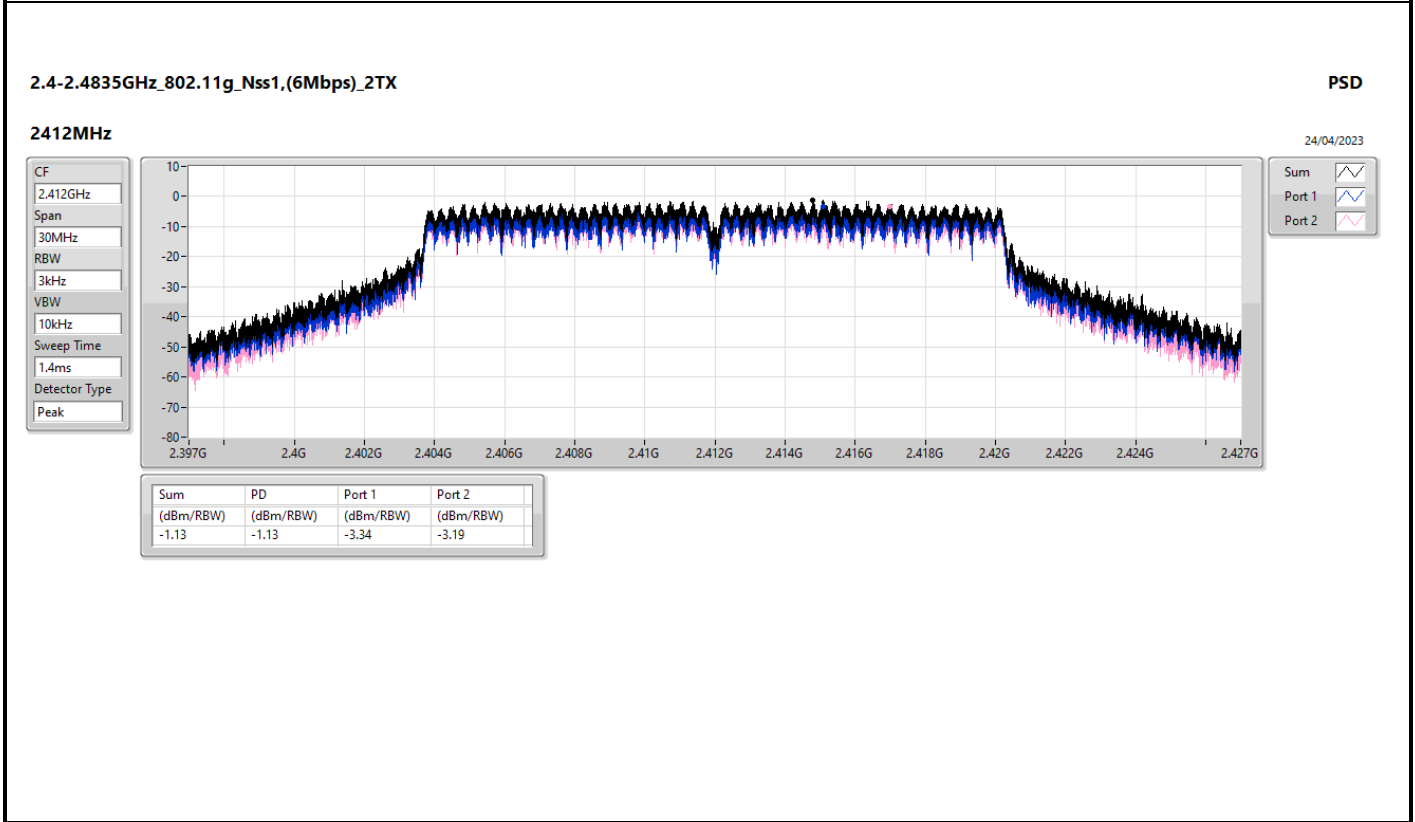 2.4-2.4835GHz_802.11g_Nss1,(6Mbps)_2TX
PSD
2412MHz
24/04/2023
CF
2.412GHz
Span
30MHz
RBW
3kHz
VBW
10kHz
Sweep Time
1.4ms
Detector Type
Peak
10
0
-10
-20
-30
-40
-50
-60
-70
-80
2.397G 2.4G 2.402G 2.404G 2.406G 2.408G 2.41G 2.412G 2.414G 2.416G 2.418G 2.42G 2.422G 2.424G 2.427G
Sum
Port 1
Port 2
Sum PD Port 1 Port 2
(dBm/RBW) (dBm/RBW) (dBm/RBW) (dBm/RBW)
-1.13 -1.13 -3.34 -3.19